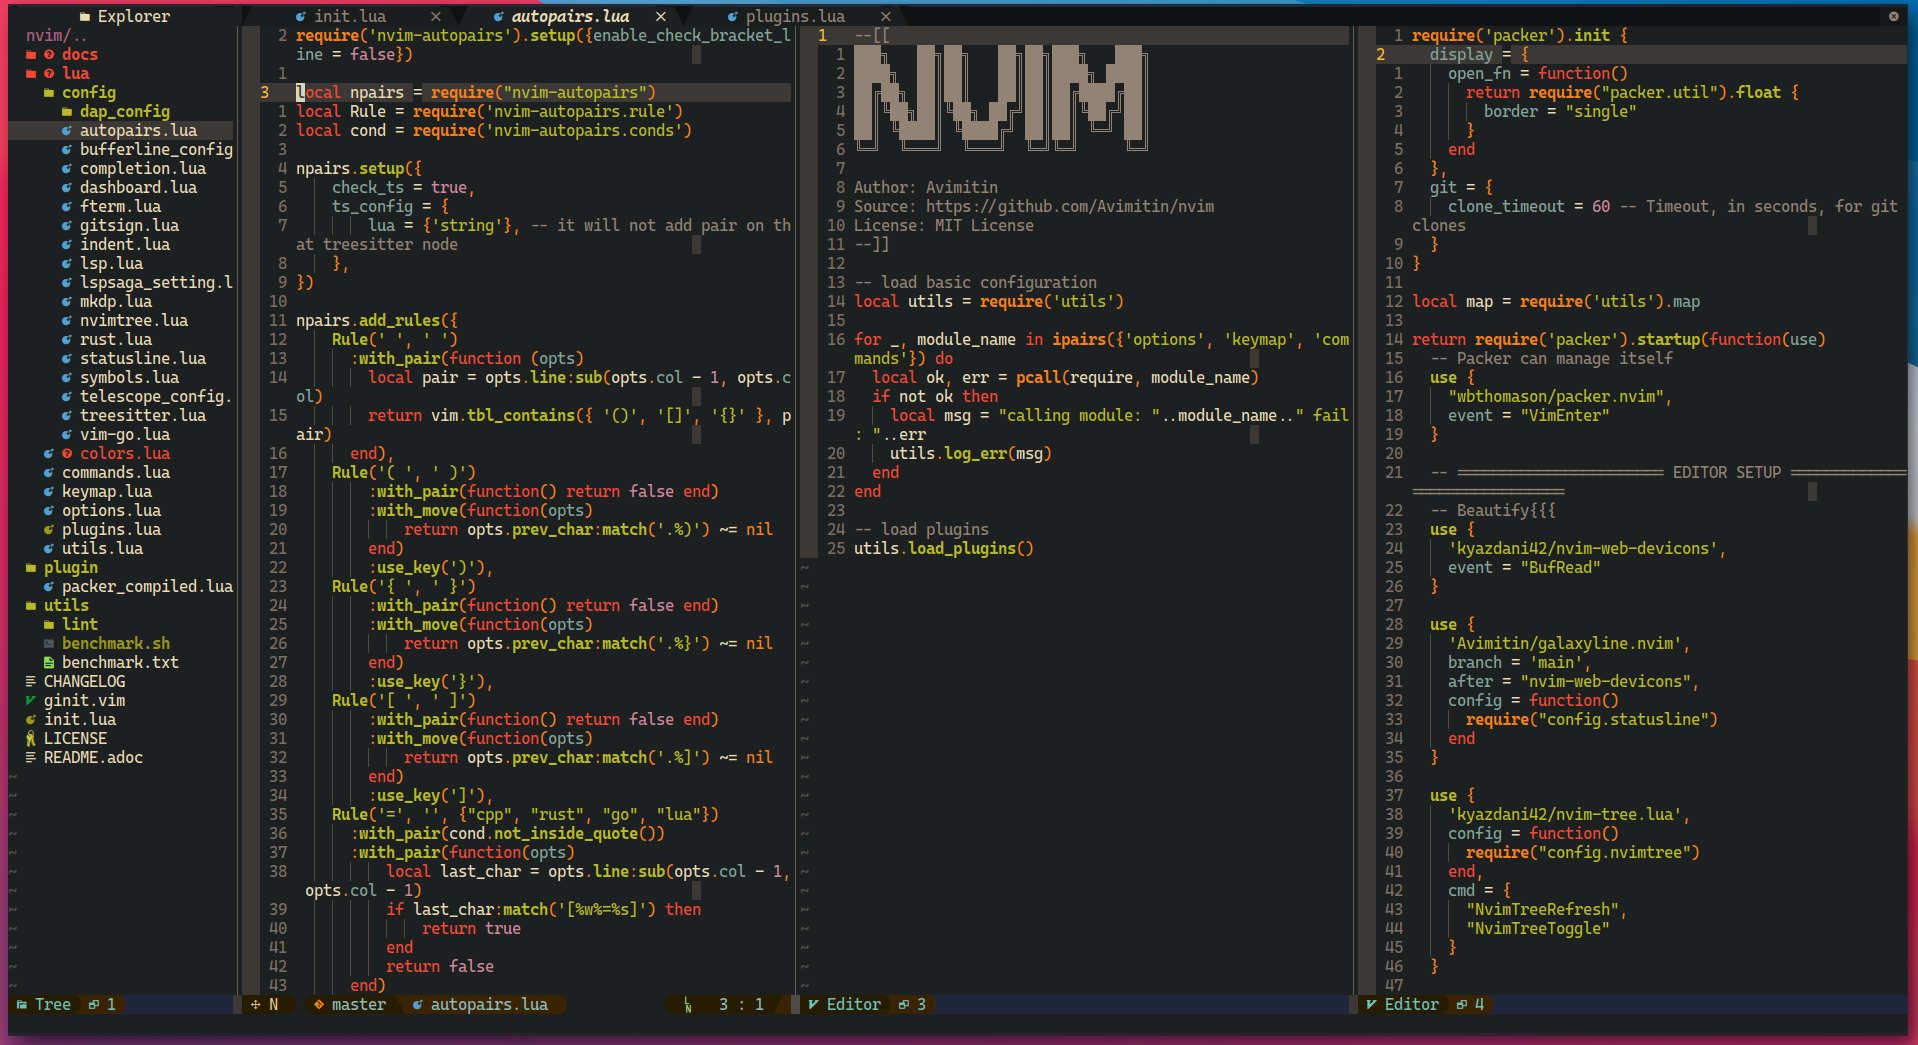 Explorer
nvim/..
docs
lua
config
dap_config
autopairs.lua
bufferline_config
completion.lua
dashboard.lua
fterm.lua
gitsign.lua
indent.lua
lsp.lua
lspsaga_setting.l
mkdp.lua
nvimtree.lua
rust.lua
statusline.lua
symbols.lua
telescope_config.
treesitter.lua
vim-go.lua
colors.lua
commands.lua
keymap.lua
options.lua
plugins.lua
utils.lua
plugin
packer_compiled.lua
utils
lint
benchmark.sh
benchmark.txt
CHANGELOG
ginit.vim
init.lua
LICENSE
README.adoc
Tree 1
init.lua × autopairs.lua × plugins.lua ×
2 require('nvim-autopairs').setup({enable_check_bracket_l
ine = false})
1
3 local npairs = require("nvim-autopairs")
1 local Rule = require('nvim-autopairs.rule')
2 local cond = require('nvim-autopairs.conds')
3
4 npairs.setup({
5 check_ts = true,
6 ts_config = {
7 lua = {'string'}, -- it will not add pair on th
at treesitter node
8 },
9 })
10
11 npairs.add_rules({
12 Rule(' ', ' ')
13 :with_pair(function (opts)
14 local pair = opts.line:sub(opts.col - 1, opts.c
ol)
15 return vim.tbl_contains({ '()', '[]', '{}' }, p
air)
16 end),
17 Rule('( ', ' )')
18 :with_pair(function() return false end)
19 :with_move(function(opts)
20 return opts.prev_char:match('.%)') ~= nil
21 end)
22 :use_key(')'),
23 Rule('{ ', ' }')
24 :with_pair(function() return false end)
25 :with_move(function(opts)
26 return opts.prev_char:match('.%}') ~= nil
27 end)
28 :use_key('}'),
29 Rule('[ ', ' ]')
30 :with_pair(function() return false end)
31 :with_move(function(opts)
32 return opts.prev_char:match('.%]') ~= nil
33 end)
34 :use_key(']'),
35 Rule('=', '', {"cpp", "rust", "go", "lua"})
36 :with_pair(cond.not_inside_quote())
37 :with_pair(function(opts)
38 local last_char = opts.line:sub(opts.col - 1,
opts.col - 1)
39 if last_char:match('[%w%=%s]') then
40 return true
41 end
42 return false
43 end)
N master autopairs.lua LN 3 : 1
1 --[[
1
2
3
4
5
6
NVIM
7
8 Author: Avimitin
9 Source: https://github.com/Avimitin/nvim
10 License: MIT License
11 --]]
12
13 -- load basic configuration
14 local utils = require('utils')
15
16 for _, module_name in ipairs({'options', 'keymap', 'com
mands'}) do
17 local ok, err = pcall(require, module_name)
18 if not ok then
19 local msg = "calling module: "..module_name.." fail
: "..err
20 utils.log_err(msg)
21 end
22 end
23
24 -- load plugins
25 utils.load_plugins()
Editor 3
1 require('packer').init {
2 display = {
1 open_fn = function()
2 return require("packer.util").float {
3 border = "single"
4 }
5 end
6 },
7 git = {
8 clone_timeout = 60 -- Timeout, in seconds, for git
clones
9 }
10 }
11
12 local map = require('utils').map
13
14 return require('packer').startup(function(use)
15 -- Packer can manage itself
16 use {
17 "wbthomason/packer.nvim",
18 event = "VimEnter"
19 }
20
21 -- ======================= EDITOR SETUP =============
=================
22 -- Beautify{{{
23 use {
24 'kyazdani42/nvim-web-devicons',
25 event = "BufRead"
26 }
27
28 use {
29 'Avimitin/galaxyline.nvim',
30 branch = 'main',
31 after = "nvim-web-devicons",
32 config = function()
33 require("config.statusline")
34 end
35 }
36
37 use {
38 'kyazdani42/nvim-tree.lua',
39 config = function()
40 require("config.nvimtree")
41 end,
42 cmd = {
43 "NvimTreeRefresh",
44 "NvimTreeToggle"
45 }
46 }
47
Editor 4